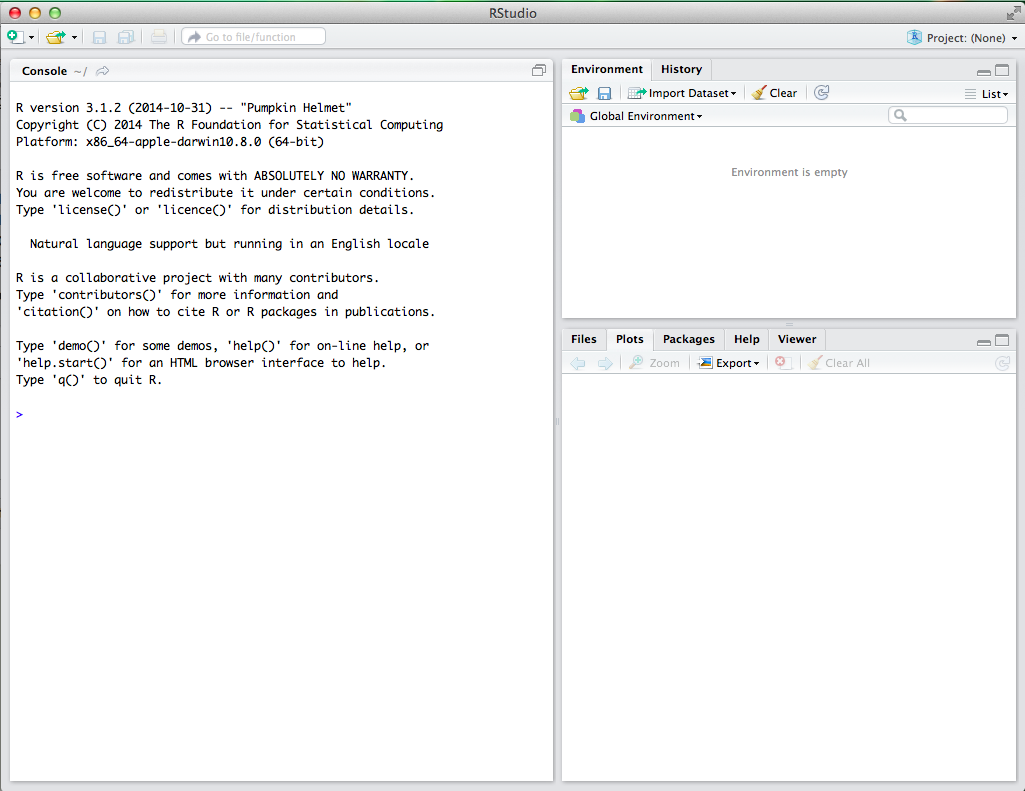 RStudio
Go to file/function
Project: (None)
Console ~/
R version 3.1.2 (2014-10-31) -- "Pumpkin Helmet"
Copyright (C) 2014 The R Foundation for Statistical Computing
Platform: x86_64-apple-darwin10.8.0 (64-bit)
R is free software and comes with ABSOLUTELY NO WARRANTY.
You are welcome to redistribute it under certain conditions.
Type 'license()' or 'licence()' for distribution details.
Natural language support but running in an English locale
R is a collaborative project with many contributors.
Type 'contributors()' for more information and
'citation()' on how to cite R or R packages in publications.
Type 'demo()' for some demos, 'help()' for on-line help, or
'help.start()' for an HTML browser interface to help.
Type 'q()' to quit R.
>
Environment History
Import Dataset Clear List
Global Environment
Environment is empty
Files Plots Packages Help Viewer
Zoom Export Clear All